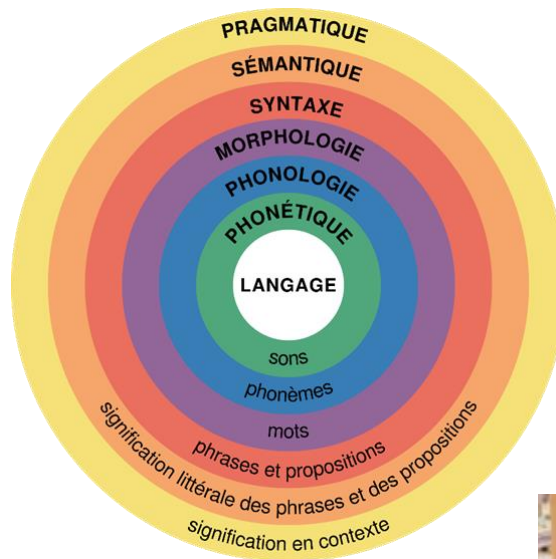 PRAGMATIQUE
SÉMANTIQUE
SYNTAXE
MORPHOLOGIE
PHONOLOGIE
PHONÉTIQUE
LANGAGE
sons
phonèmes
mots
phrases et propositions
signification littérale des phrases et des propositions
signification en contexte